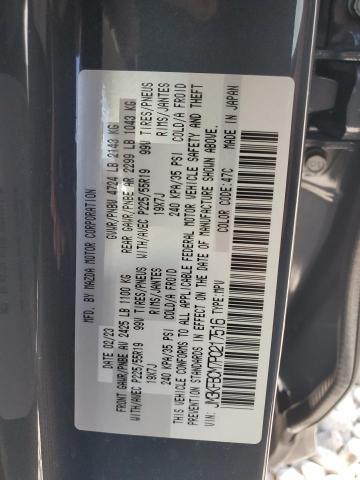 MFD. BY MAZDA MOTOR CORPORATION
DATE 02/23 GVWR/PNBV 4724 LB 2143 KG
FRONT GAWR/PNBE AV 2425 LB 1100 KG REAR GAWR/PNBE AR 2299 LB 1043 KG
WITH/AVEC P225/55R19 99V TIRES/PNEUS WITH/AVEC P225/55R19 99V TIRES/PNEUS
19X7J RIMS/JANTES 19X7J RIMS/JANTES
240 KPA/35 PSI COLD/A FROID 240 KPA/35 PSI COLD/A FROID
THIS VEHICLE CONFORMS TO ALL APPLICABLE FEDERAL MOTOR VEHICLE SAFETY AND THEFT
PREVENTION STANDARDS IN EFFECT ON THE DATE OF MANUFACTURE SHOWN ABOVE.
VIN: TYPE: MPV COLOR CODE: 47C MADE IN JAPAN